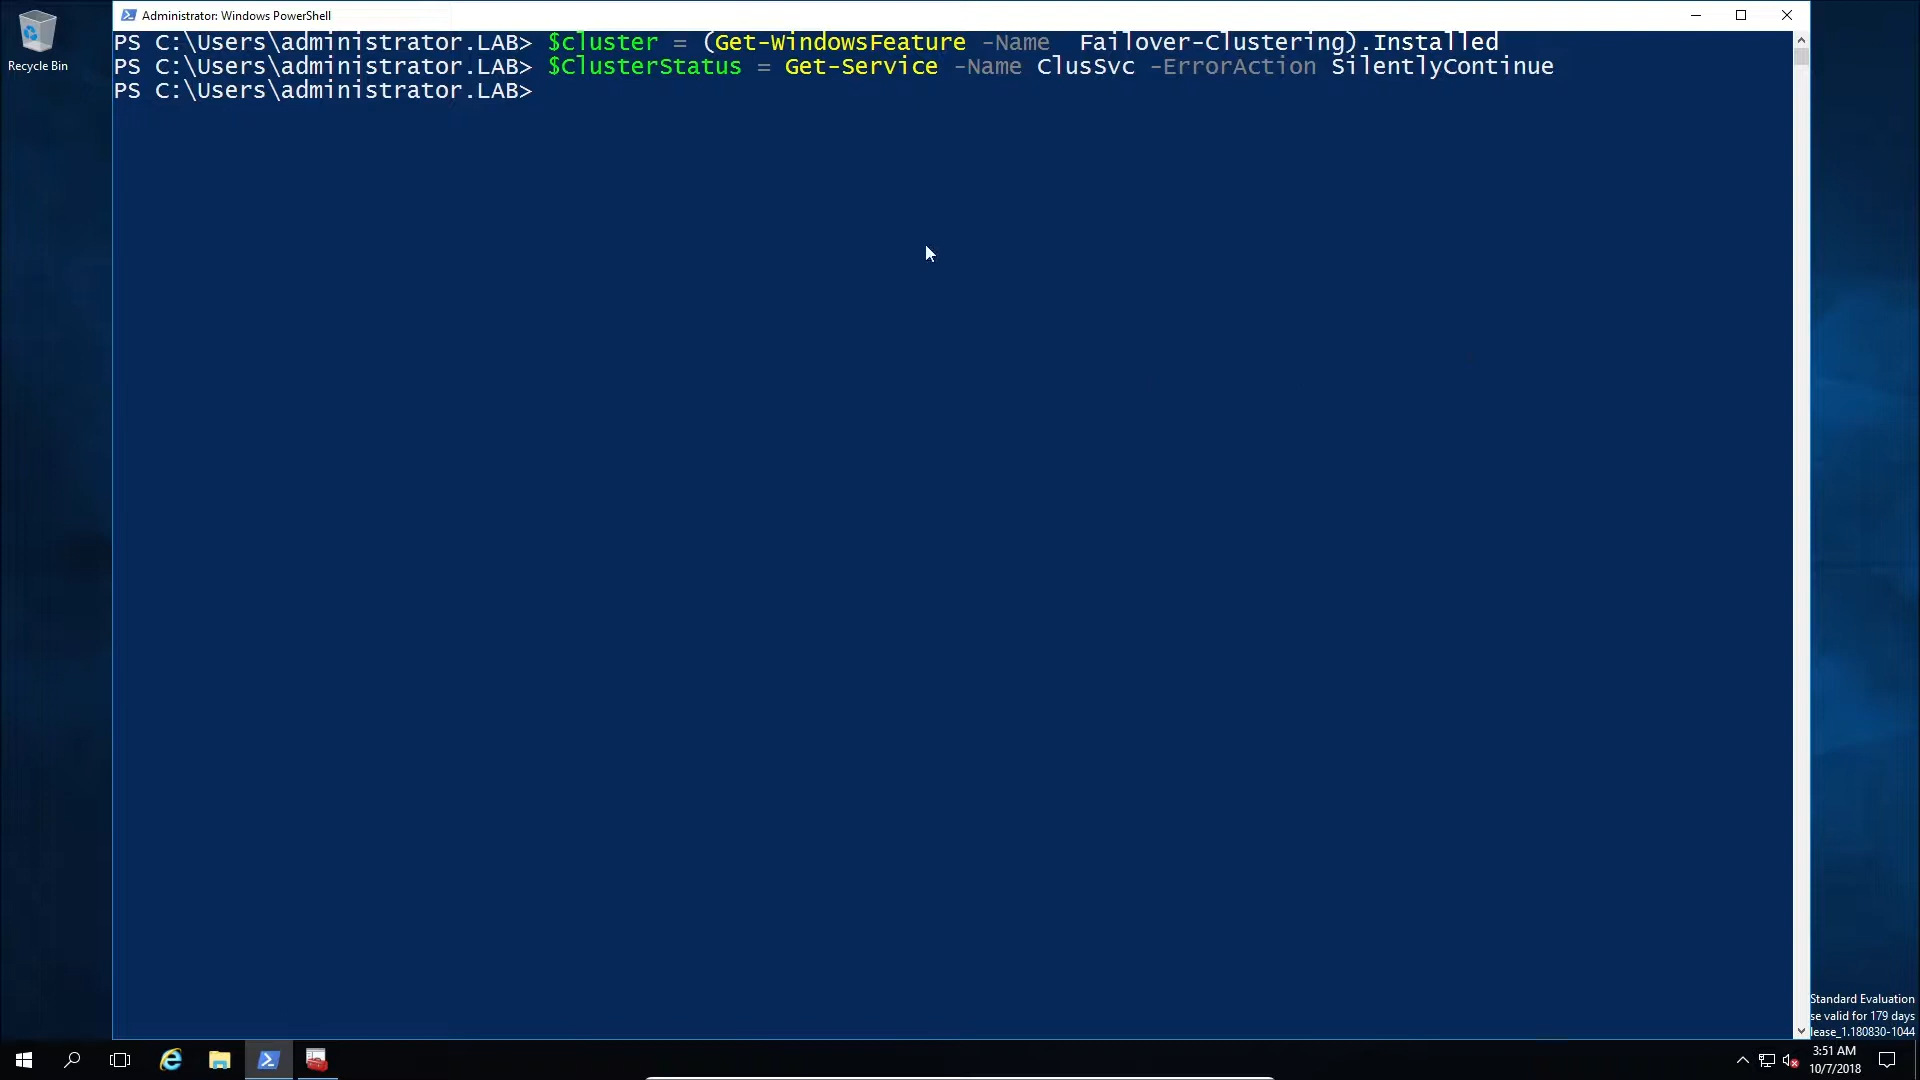 Administrator: Windows PowerShell
PS C:\Users\administrator.LAB> $cluster = (Get-WindowsFeature -Name  Failover-Clustering).Installed
PS C:\Users\administrator.LAB> $ClusterStatus = Get-Service -Name ClusSvc -ErrorAction SilentlyContinue
PS C:\Users\administrator.LAB>
Recycle Bin
Standard Evaluation
se valid for 179 days
lease_1.180830-1044
3:51 AM
10/7/2018